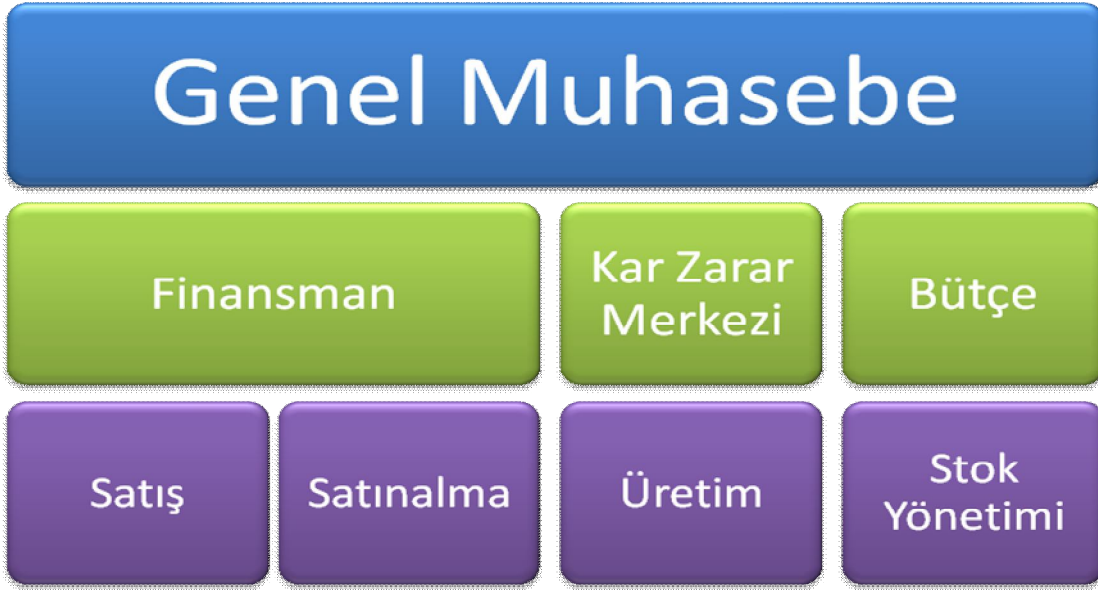 Genel Muhasebe
Finansman
Kar Zarar
Merkezi
Bütçe
Satış
Satınalma
Üretim
Stok
Yönetimi